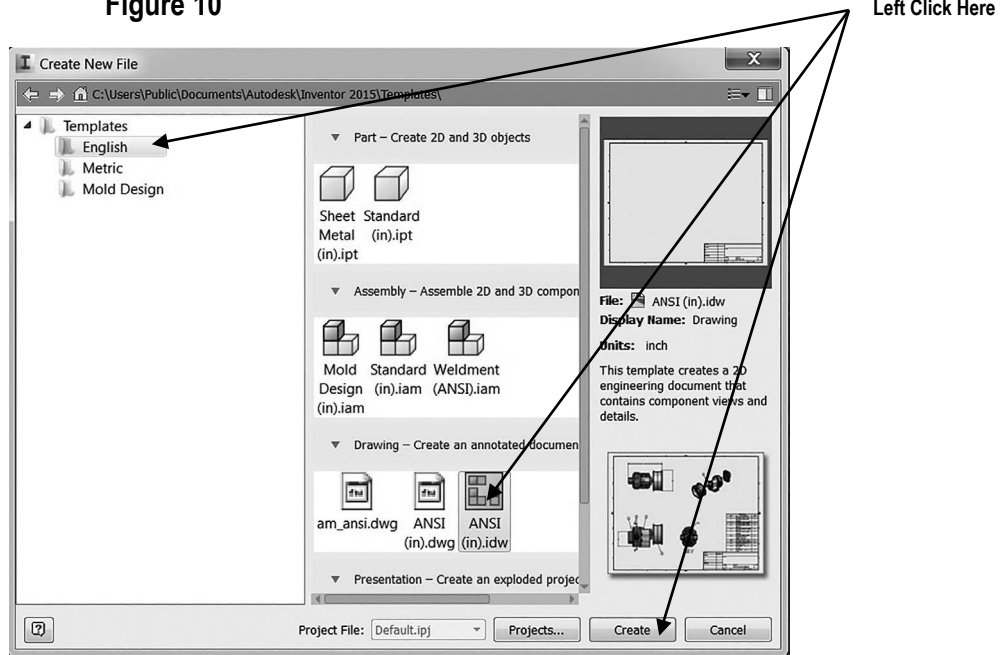 Figure 10
Left Click Here
I Create New File
X
C:\Users\Public\Documents\Autodesk\Inventor 2015\Templates\
Templates
English
Metric
Mold Design
Part – Create 2D and 3D objects
Sheet Metal (in).ipt
Standard (in).ipt
Assembly – Assemble 2D and 3D compon
Mold Design (in).iam
Standard (in).iam
Weldment (ANSI).iam
Drawing – Create an annotated documen
am_ansi.dwg
ANSI (in).dwg
ANSI (in).idw
Presentation – Create an exploded projec
File: ANSI (in).idw
Display Name: Drawing
Units: inch
This template creates a 2D
engineering document that
contains component views and
details.
?
Project File: Default.ipj
Projects...
Create
Cancel